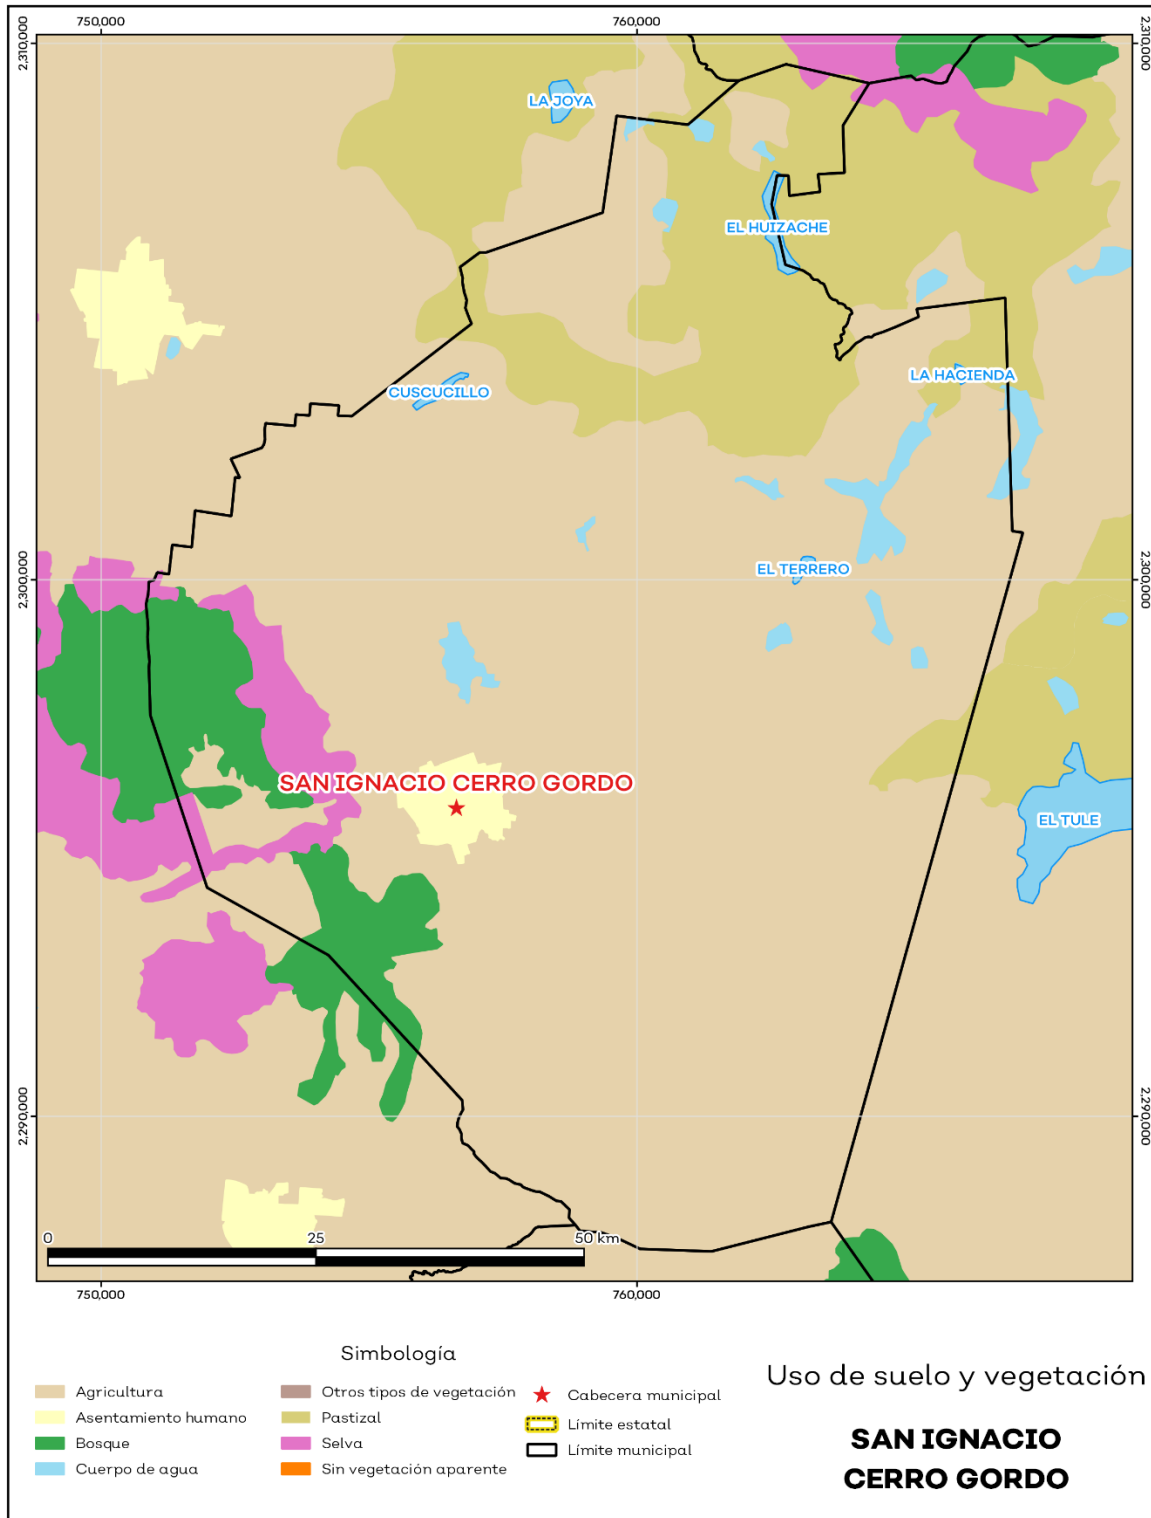 750,000
760,000
2,310,000
2,310,000
LA JOYA
EL HUIZACHE
LA HACIENDA
CUSCUCILLO
EL TERRERO
2,300,000
2,300,000
SAN IGNACIO CERRO GORDO
EL TULE
2,290,000
2,290,000
0
25
50 km
750,000
760,000
Simbología
Agricultura
Asentamiento humano
Bosque
Cuerpo de agua
Otros tipos de vegetación
Pastizal
Selva
Sin vegetación aparente
Cabecera municipal
Límite estatal
Límite municipal
Uso de suelo y vegetación
SAN IGNACIO
CERRO GORDO